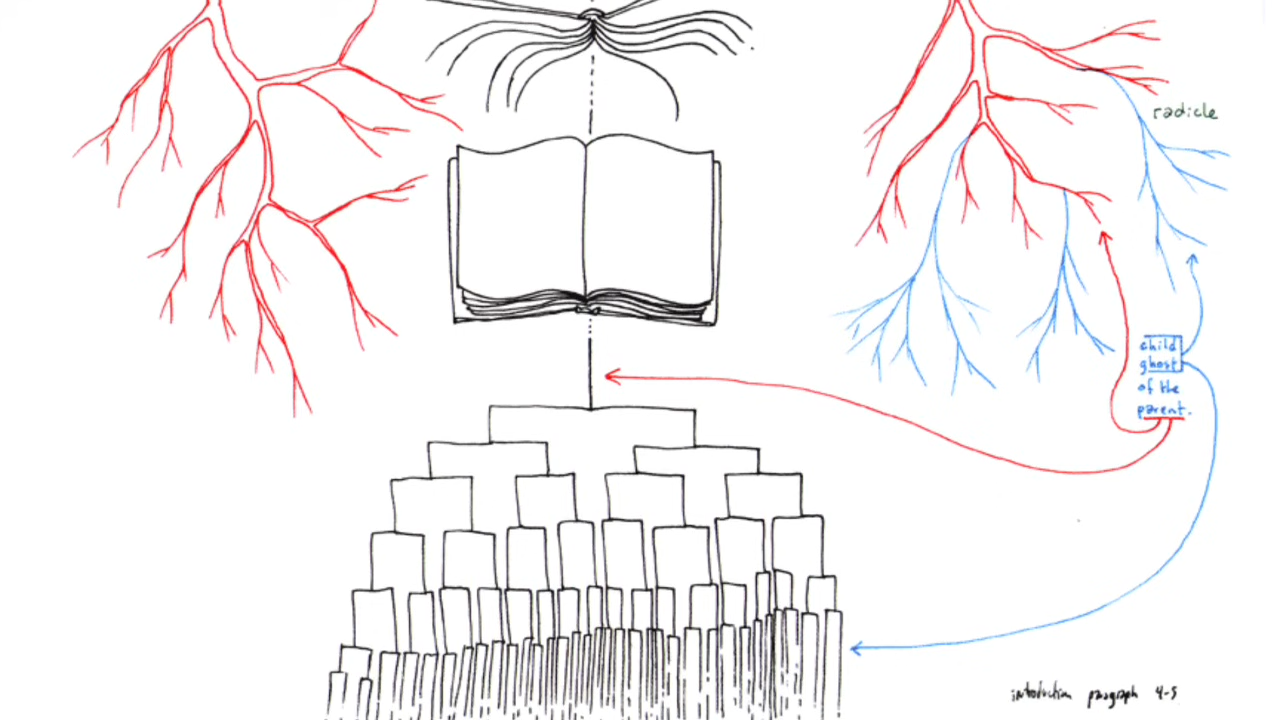 radicle
child
ghost
of the
parent.
introduction paragraph 4-5